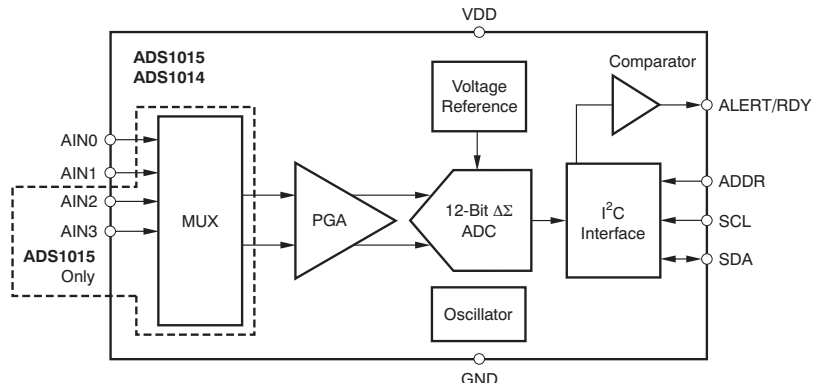 VDD
ADS1015
ADS1014
Comparator
Voltage
Reference
ALERT/RDY
AIN0
AIN1
AIN2
AIN3
MUX
PGA
12-Bit ΔΣ
ADC
I²C
Interface
ADDR
SCL
SDA
ADS1015
Only
Oscillator
GND